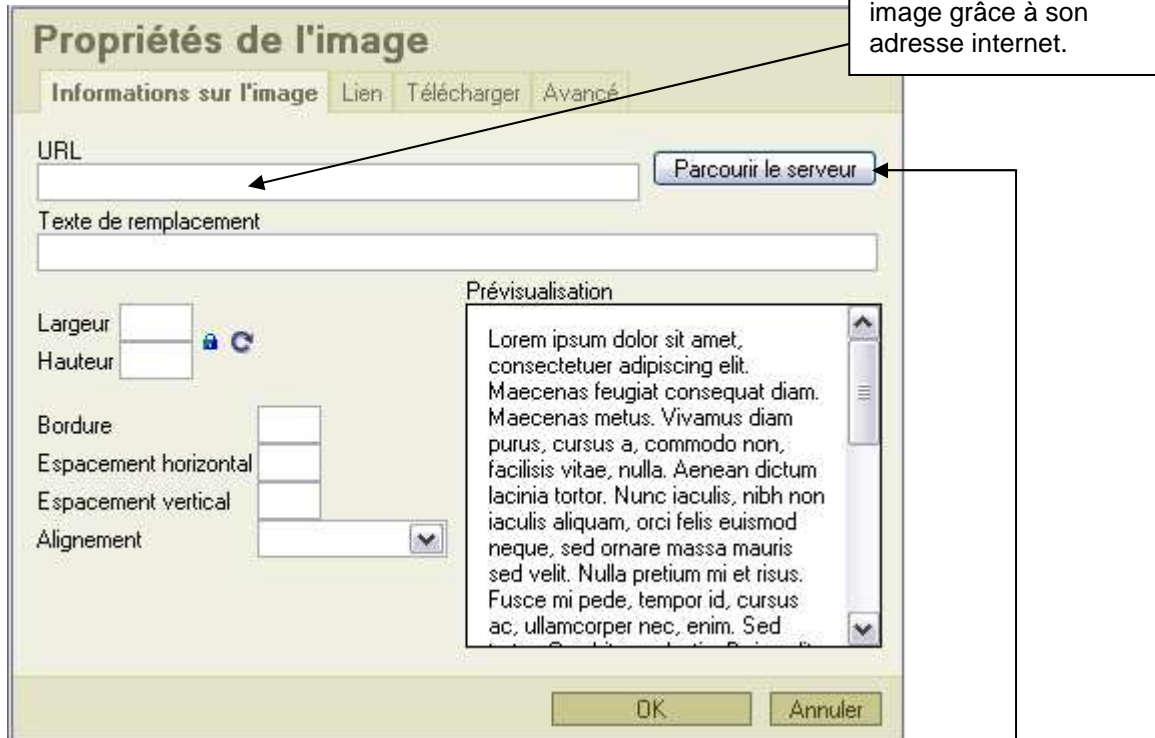 image grâce à son
adresse internet.
Propriétés de l'image
Informations sur l'image Lien Télécharger Avancé
URL
Parcourir le serveur
Texte de remplacement
Prévisualisation
Largeur
Hauteur
Bordure
Espacement horizontal
Espacement vertical
Alignement
Lorem ipsum dolor sit amet,
consectetuer adipiscing elit.
Maecenas feugiat consequat diam.
Maecenas metus. Vivamus diam
purus, cursus a, commodo non,
facilisis vitae, nulla. Aenean dictum
lacinia tortor. Nunc iaculis, nibh non
iaculis aliquam, orci felis euismod
neque, sed ornare massa mauris
sed velit. Nulla pretium mi et risus.
Fusce mi pede, tempor id, cursus
ac, ullamcorper nec, enim. Sed
OK Annuler